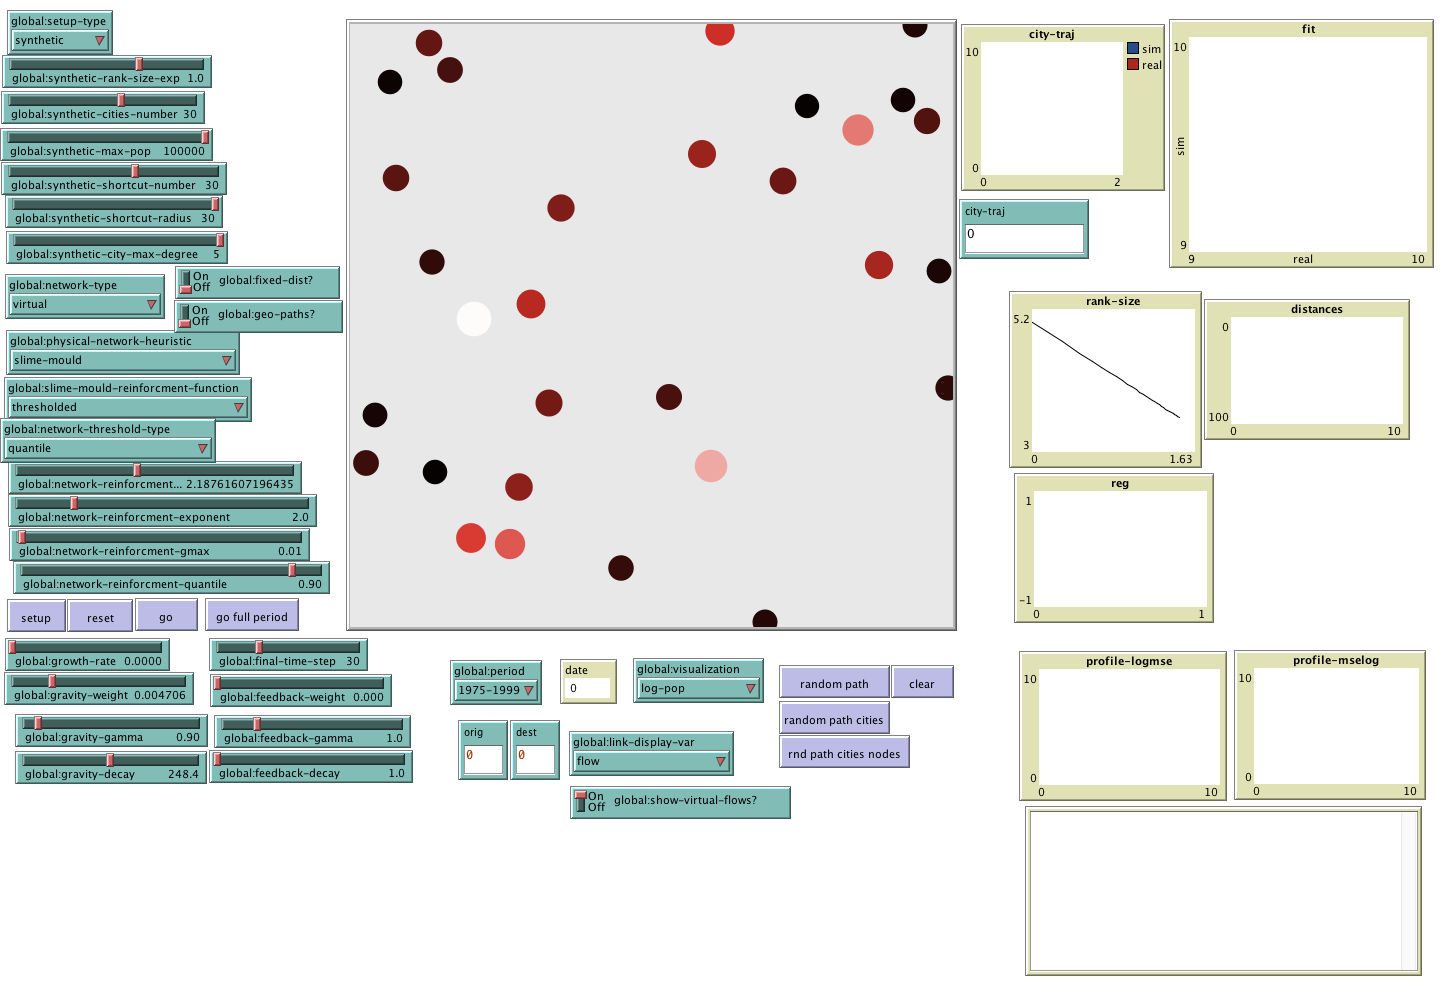 global:setup-type
synthetic
global:synthetic-rank-size-exp 1.0
global:synthetic-cities-number 30
global:synthetic-max-pop 100000
global:synthetic-shortcut-number 30
global:synthetic-shortcut-radius 30
global:synthetic-city-max-degree 5
global:network-type
virtual
On
Off
global:fixed-dist?
On
Off
global:geo-paths?
global:physical-network-heuristic
slime-mould
global:slime-mould-reinforcment-function
thresholded
global:network-threshold-type
quantile
global:network-reinforcment... 2.18761607196435
global:network-reinforcment-exponent 2.0
global:network-reinforcment-gmax 0.01
global:network-reinforcment-quantile 0.90
setup
reset
go
go full period
global:growth-rate 0.0000
global:final-time-step 30
global:gravity-weight 0.004706
global:feedback-weight 0.000
global:gravity-gamma 0.90
global:feedback-gamma 1.0
global:gravity-decay 248.4
global:feedback-decay 1.0
global:period
1975-1999
date
0
global:visualization
log-pop
random path
clear
random path cities
rnd path cities nodes
orig
0
dest
0
global:link-display-var
flow
On
Off
global:show-virtual-flows?
city-traj
10
0
0
2
sim
real
city-traj
0
fit
10
sim
9
9
real
10
rank-size
5.2
3
0
1.63
distances
0
100
0
10
reg
1
-1
0
1
profile-logmse
10
0
0
10
profile-mselog
10
0
0
10